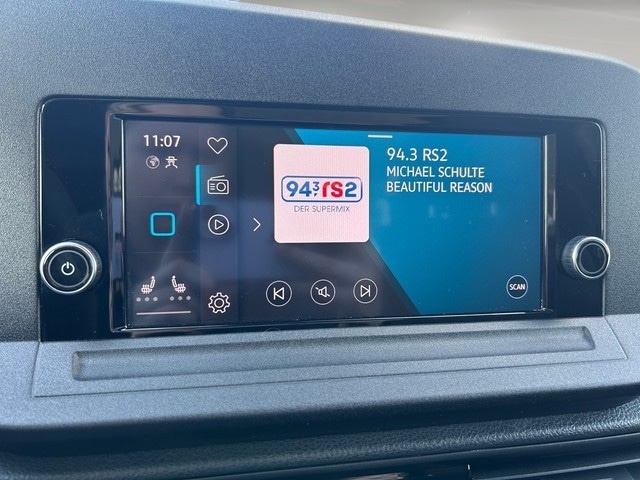 11:07
94.3 RS2
MICHAEL SCHULTE
BEAUTIFUL REASON
94,3 rs2
DER SUPERMIX
SCAN